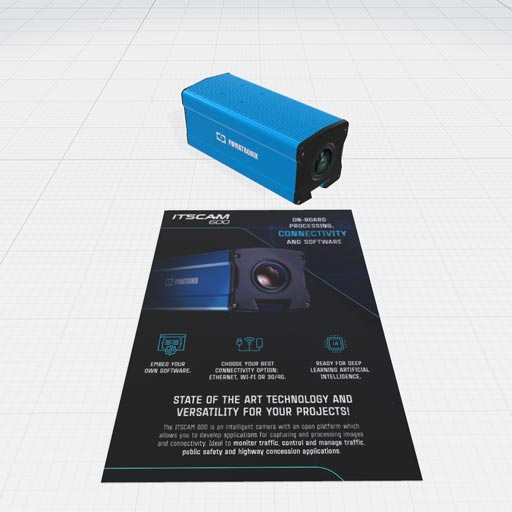 PUMATRONIX
ITSCAM
600
ON-BOARD
PROCESSING,
CONNECTIVITY
AND SOFTWARE
PUMATRONIX
IA
EMBED YOUR
OWN SOFTWARE.
CHOOSE YOUR BEST
CONNECTIVITY OPTION:
ETHERNET, WI-FI OR 3G/4G.
READY FOR DEEP
LEARNING ARTIFICIAL
INTELLIGENCE.
STATE OF THE ART TECHNOLOGY AND
VERSATILITY FOR YOUR PROJECTS!
The ITSCAM 600 is an intelligent camera with an open platform which
allows you to develop applications for capturing and processing images
and connectivity. Ideal to monitor traffic, control and manage traffic,
public safety and highway concession applications.